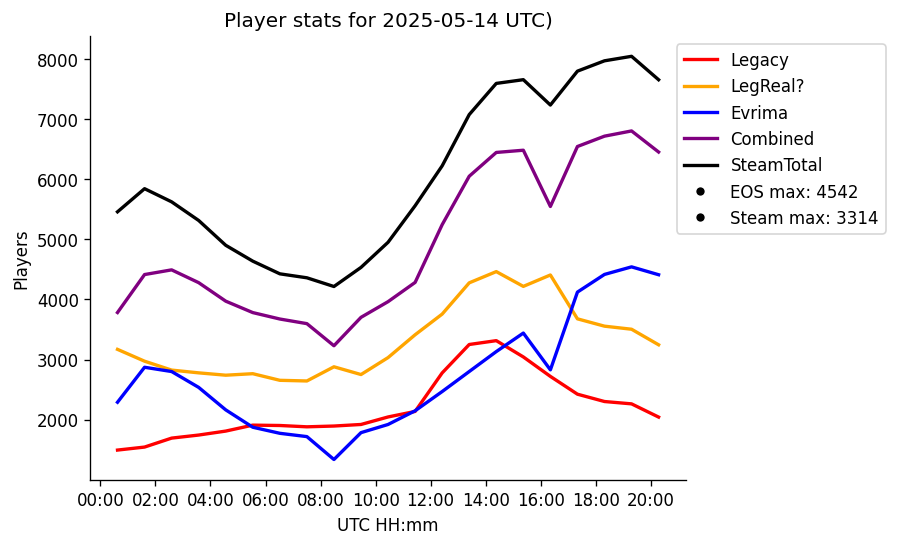 Player stats for 2025-05-14 UTC)
Players
8000
7000
6000
5000
4000
3000
2000
00:00 02:00 04:00 06:00 08:00 10:00 12:00 14:00 16:00 18:00 20:00
UTC HH:mm
Legacy
LegReal?
Evrima
Combined
SteamTotal
EOS max: 4542
Steam max: 3314